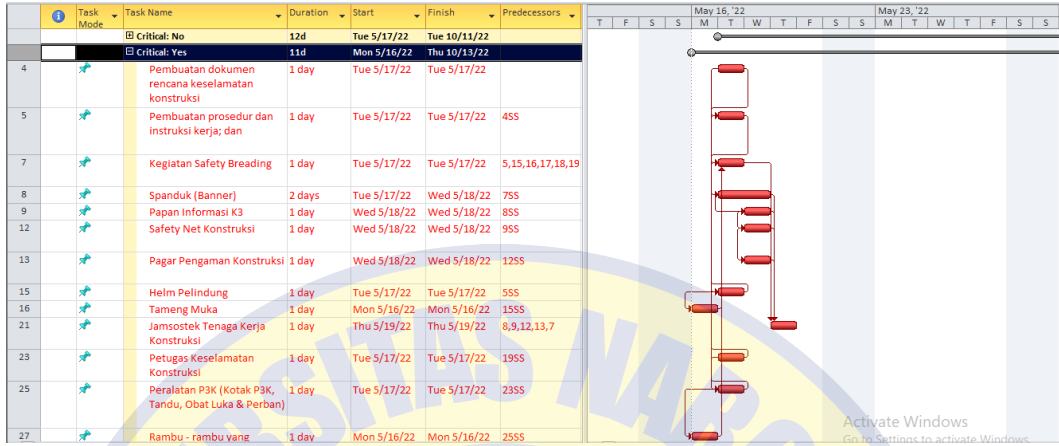 Task Mode Task Name Duration Start Finish Predecessors
May 16, '22 May 23, '22
T F S S M T W T F S S M T W T F S S
Critical: No 12d Tue 5/17/22 Tue 10/11/22
Critical: Yes 11d Mon 5/16/22 Thu 10/13/22
4 Pembuatan dokumen rencana keselamatan konstruksi 1 day Tue 5/17/22 Tue 5/17/22
5 Pembuatan prosedur dan instruksi kerja; dan 1 day Tue 5/17/22 Tue 5/17/22 4SS
7 Kegiatan Safety Breading 1 day Tue 5/17/22 Tue 5/17/22 5,15,16,17,18,19
8 Spanduk (Banner) 2 days Tue 5/17/22 Wed 5/18/22 7SS
9 Papan Informasi K3 1 day Wed 5/18/22 Wed 5/18/22 8SS
12 Safety Net Konstruksi 1 day Wed 5/18/22 Wed 5/18/22 9SS
13 Pagar Pengaman Konstruksi 1 day Wed 5/18/22 Wed 5/18/22 12SS
15 Helm Pelindung 1 day Tue 5/17/22 Tue 5/17/22 5SS
16 Tameng Muka 1 day Mon 5/16/22 Mon 5/16/22 15SS
21 Jamsostek Tenaga Kerja Konstruksi 1 day Thu 5/19/22 Thu 5/19/22 8,9,12,13,7
23 Petugas Keselamatan Konstruksi 1 day Tue 5/17/22 Tue 5/17/22 19SS
25 Peralatan P3K (Kotak P3K, Tandu, Obat Luka & Perban) 1 day Tue 5/17/22 Tue 5/17/22 23SS
27 Rambu - rambu yang 1 day Mon 5/16/22 Mon 5/16/22 25SS
Activate Windows
Go to Settings to activate Windows.